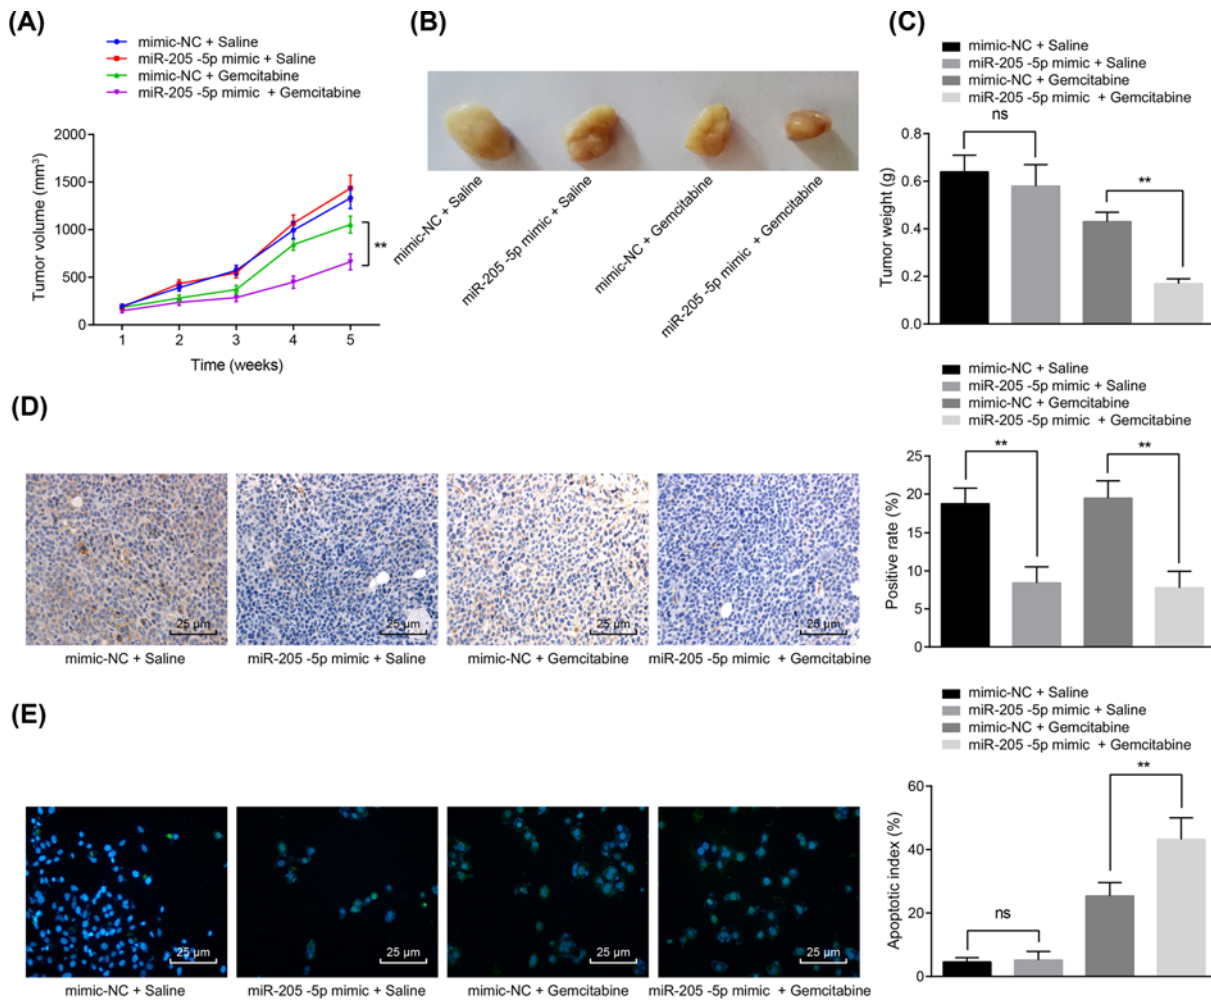 (A)
mimic-NC + Saline
miR-205 -5p mimic + Saline
mimic-NC + Gemcitabine
miR-205 -5p mimic + Gemcitabine
2000
1500
1000
500
0
Tumor volume (mm³)
**
1 2 3 4 5
Time (weeks)
(B)
mimic-NC + Saline
miR-205 -5p mimic + Saline
mimic-NC + Gemcitabine
miR-205 -5p mimic + Gemcitabine
(C)
mimic-NC + Saline
miR-205 -5p mimic + Saline
mimic-NC + Gemcitabine
miR-205 -5p mimic + Gemcitabine
ns
**
0.8
0.6
0.4
0.2
0.0
Tumor weight (g)
(D)
25 µm
25 µm
25 µm
25 µm
mimic-NC + Saline
miR-205 -5p mimic + Saline
mimic-NC + Gemcitabine
miR-205 -5p mimic + Gemcitabine
mimic-NC + Saline
miR-205 -5p mimic + Saline
mimic-NC + Gemcitabine
miR-205 -5p mimic + Gemcitabine
**
**
25
20
15
10
5
0
Positive rate (%)
(E)
25 µm
25 µm
25 µm
25 µm
mimic-NC + Saline
miR-205 -5p mimic + Saline
mimic-NC + Gemcitabine
miR-205 -5p mimic + Gemcitabine
mimic-NC + Saline
miR-205 -5p mimic + Saline
mimic-NC + Gemcitabine
miR-205 -5p mimic + Gemcitabine
**
ns
60
40
20
0
Apoptotic index (%)